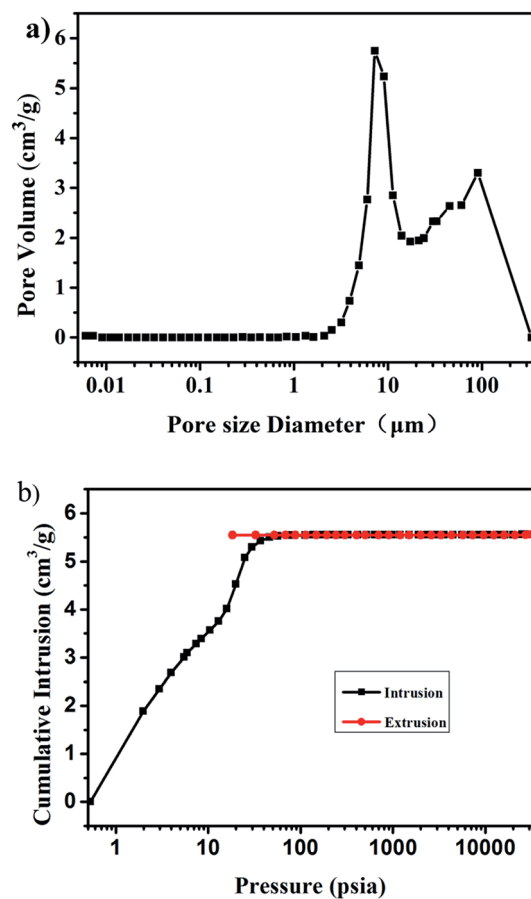 a)
Pore Volume (cm³/g)
6
5
4
3
2
1
0
0.01 0.1 1 10 100
Pore size Diameter（μm）
b)
Cumulative Intrusion (cm³/g)
6
5
4
3
2
1
0
Intrusion
Extrusion
1 10 100 1000 10000
Pressure (psia)